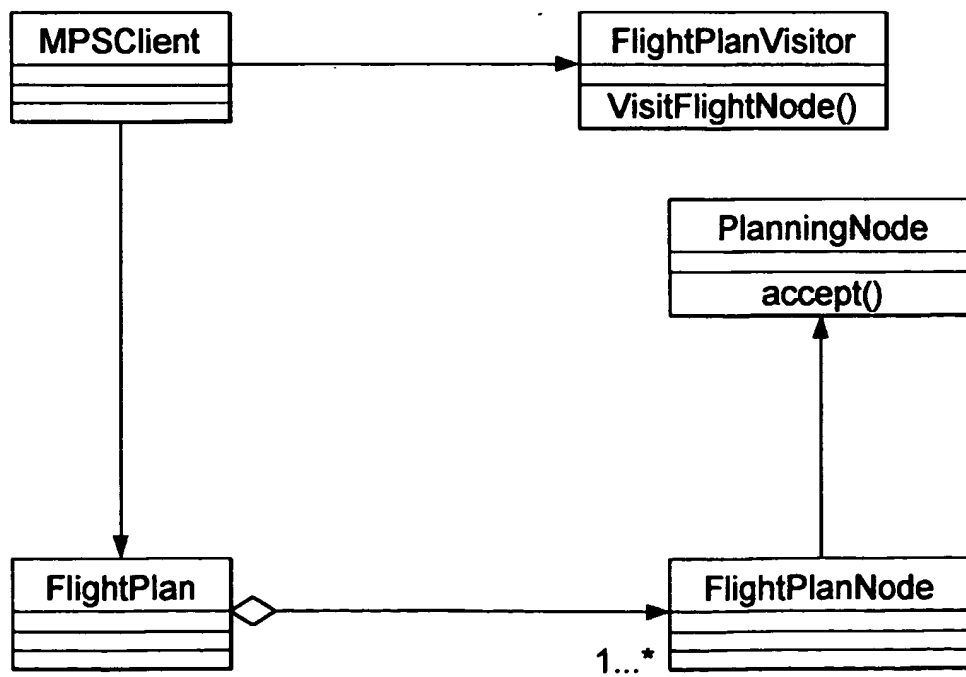 MPSClient
FlightPlanVisitor
VisitFlightNode()
PlanningNode
accept()
FlightPlan
FlightPlanNode
1...*